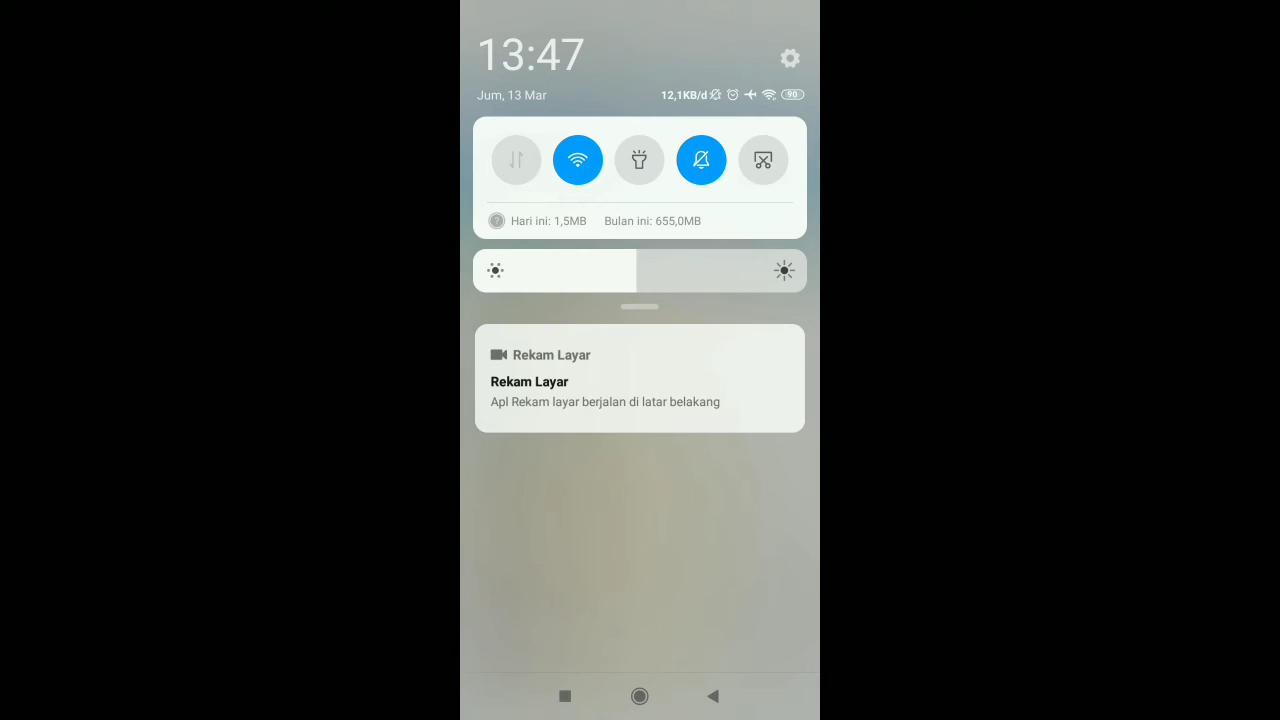 13:47
Jum, 13 Mar
12,1KB/d
90
Hari ini: 1,5MB Bulan ini: 655,0MB
Rekam Layar
Rekam Layar
Apl Rekam layar berjalan di latar belakang